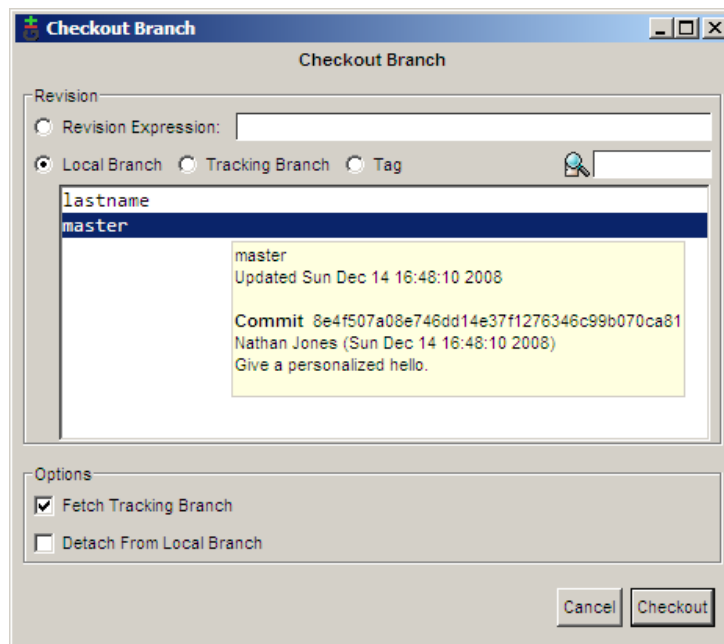 Checkout Branch
Checkout Branch
Revision
Revision Expression:
Local Branch Tracking Branch Tag
lastname
master
master
Updated Sun Dec 14 16:48:10 2008
Commit 8e4f507a08e746dd14e37f1276346c99b070ca81
Nathan Jones (Sun Dec 14 16:48:10 2008)
Give a personalized hello.
Options
Fetch Tracking Branch
Detach From Local Branch
Cancel Checkout